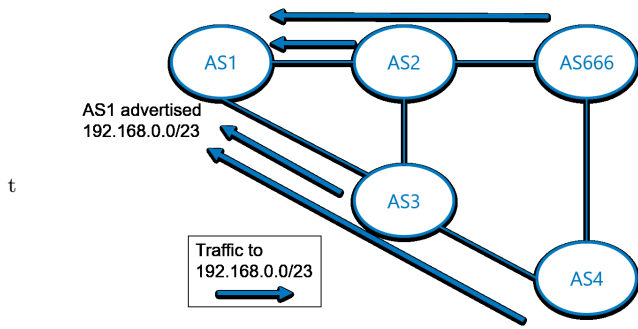 AS1
AS2
AS666
AS1 advertised
192.168.0.0/23
t
AS3
Traffic to
192.168.0.0/23
AS4